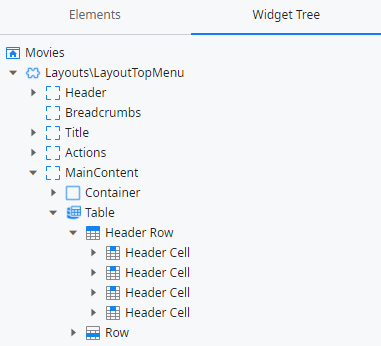 Elements Widget Tree
Movies
Layouts\LayoutTopMenu
Header
Breadcrumbs
Title
Actions
MainContent
Container
Table
Header Row
Header Cell
Header Cell
Header Cell
Header Cell
Row